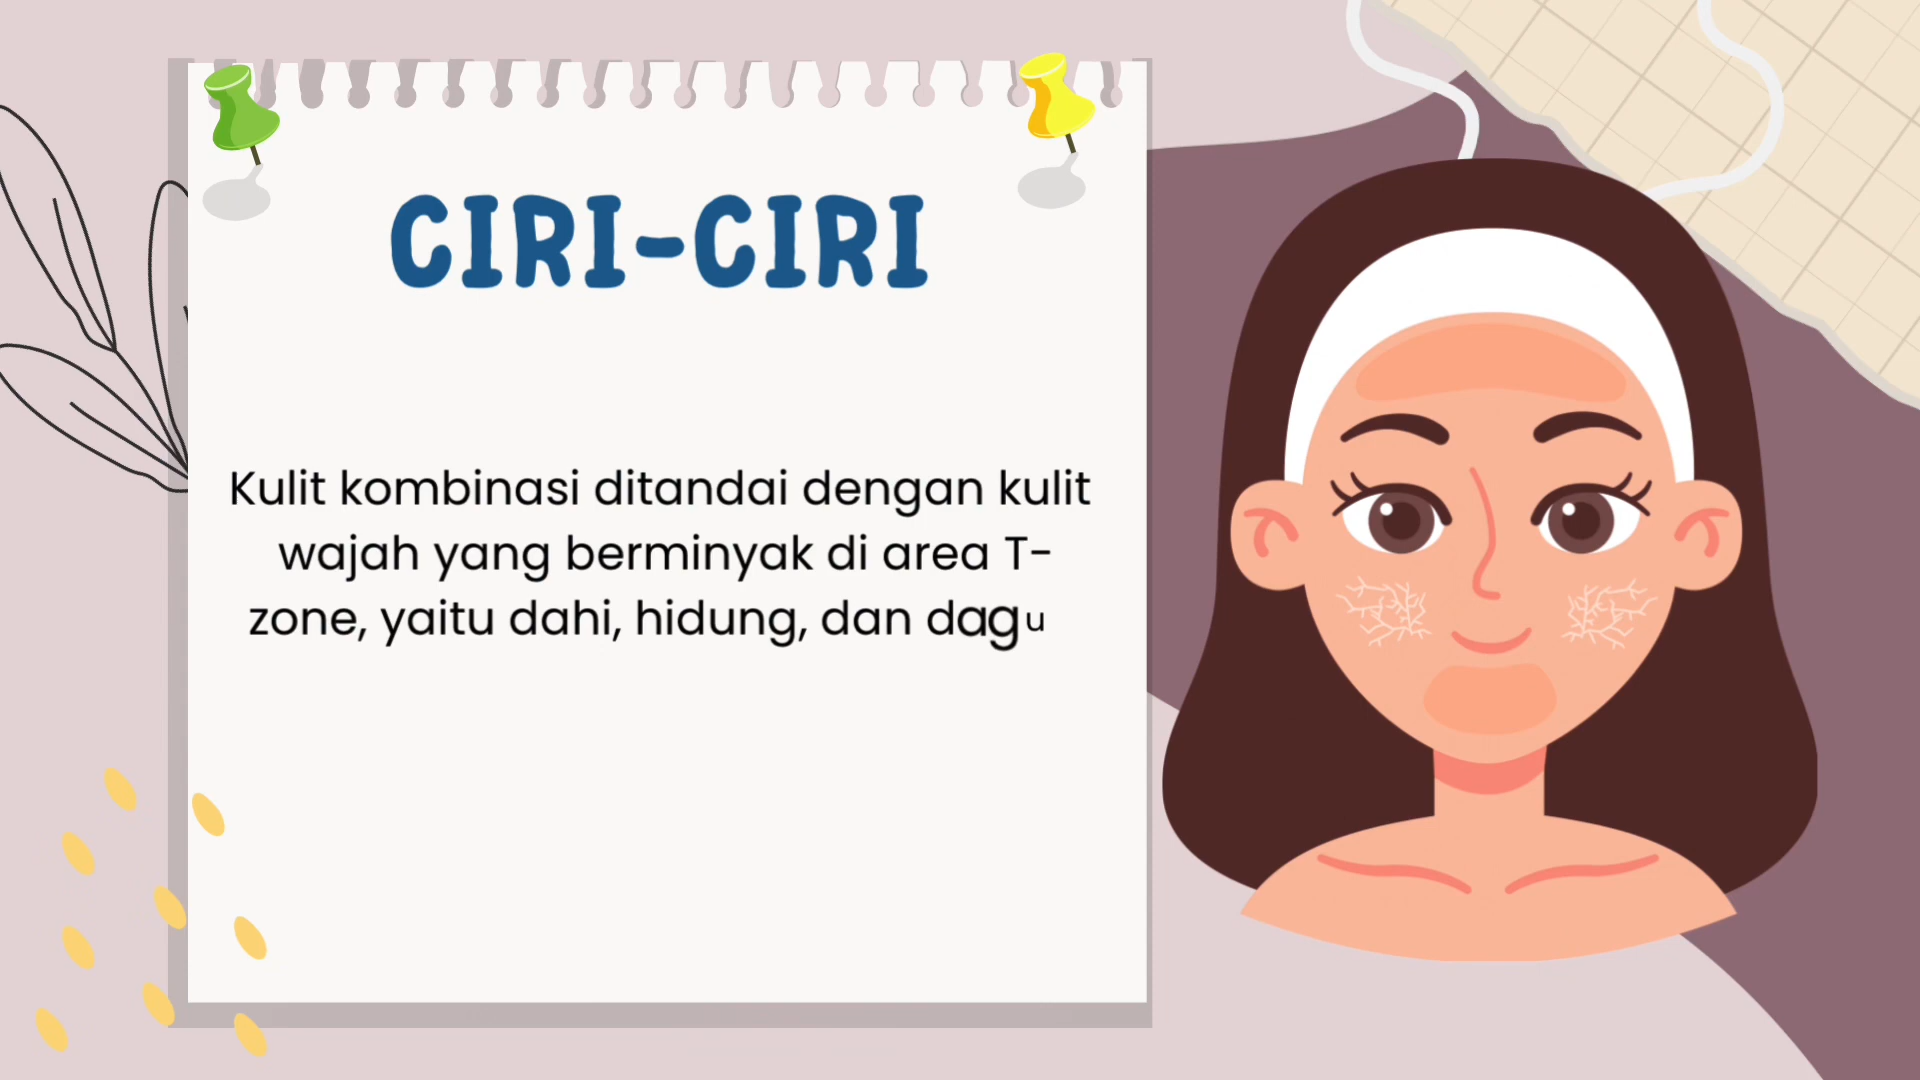 CIRI-CIRI
Kulit kombinasi ditandai dengan kulit
wajah yang berminyak di area T-
zone, yaitu dahi, hidung, dan dagu